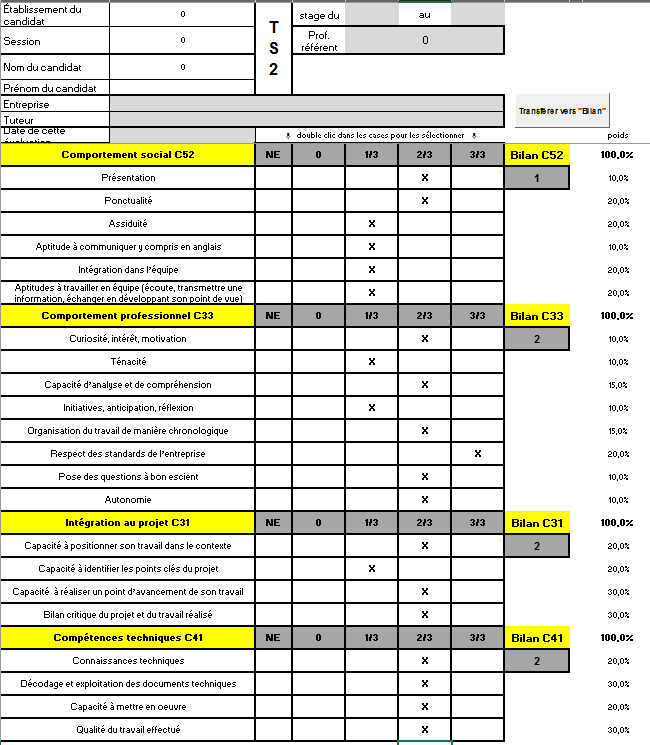 Établissement du
candidat 0
T
S
2
stage du au
Session 0
Prof.
référent 0
Nom du candidat 0
Prénom du candidat
Entreprise
Transférer vers "Bilan"
Tuteur
Date de cette
double clic dans les cases pour les sélectionner
poids
Comportement social C52 NE 0 1/3 2/3 3/3 Bilan C52 100,0%
Présentation X 1 10,0%
Ponctualité X 20,0%
Assiduité X 20,0%
Aptitude à communiquer y compris en anglais X 10,0%
Intégration dans l'équipe X 20,0%
Aptitudes à travailler en équipe (écoute, transmettre une
information, échanger en développant son point de vue) X 20,0%
Comportement professionnel C33 NE 0 1/3 2/3 3/3 Bilan C33 100,0%
Curiosité, intérêt, motivation X 2 10,0%
Ténacité X 10,0%
Capacité d'analyse et de compréhension X 15,0%
Initiatives, anticipation, réflexion X 10,0%
Organisation du travail de manière chronologique X 15,0%
Respect des standards de l'entreprise X 20,0%
Pose des questions à bon escient X 10,0%
Autonomie X 10,0%
Intégration au projet C31 NE 0 1/3 2/3 3/3 Bilan C31 100,0%
Capacité à positionner son travail dans le contexte X 2 20,0%
Capacité à identifier les points clés du projet X 20,0%
Capacité à réaliser un point d'avancement de son travail X 30,0%
Bilan critique du projet et du travail réalisé X 30,0%
Compétences techniques C41 NE 0 1/3 2/3 3/3 Bilan C41 100,0%
Connaissances techniques X 2 20,0%
Décodage et exploitation des documents techniques X 30,0%
Capacité à mettre en oeuvre X 20,0%
Qualité du travail effectué X 30,0%